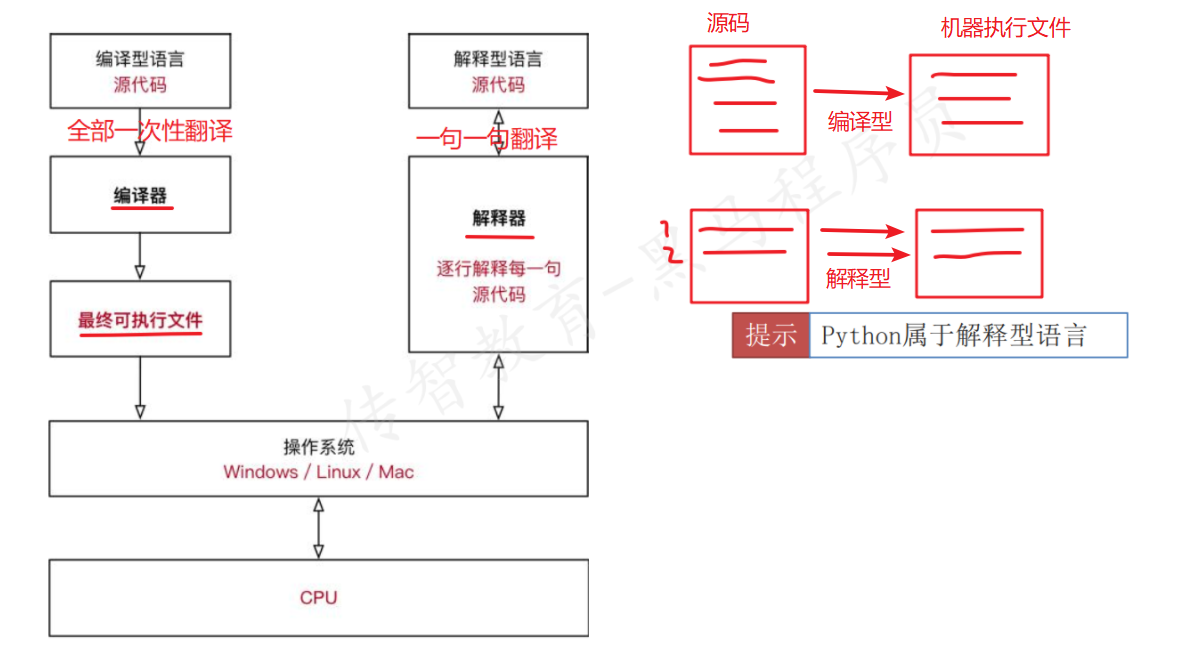 编译型语言
源代码
全部一次性翻译
编译器
最终可执行文件
解释型语言
源代码
一句一句翻译
解释器
逐行解释每一句
源代码
操作系统
Windows / Linux / Mac
CPU
源码
机器执行文件
编译型
1
2
解释型
提示 Python属于解释型语言
传智教育-黑马程序员